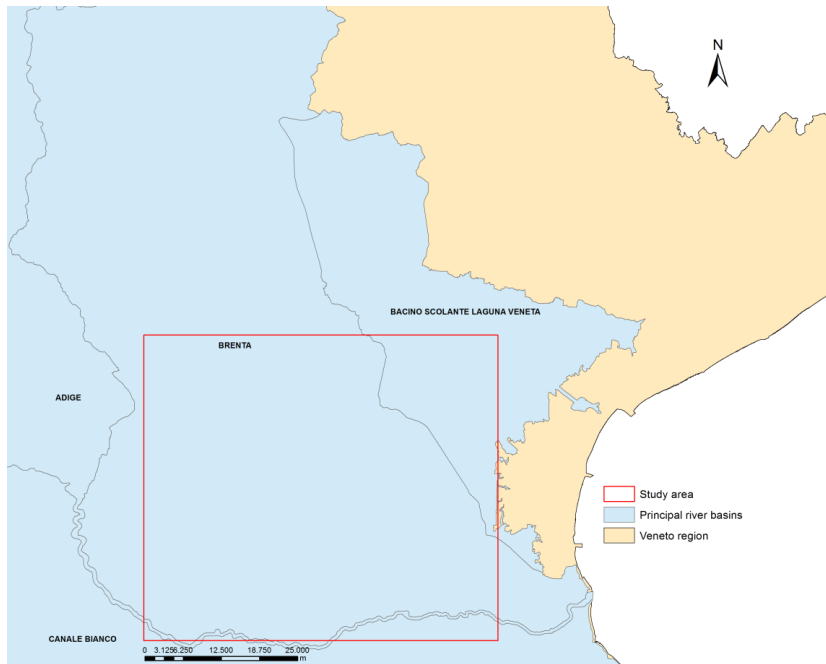 N
BACINO SCOLANTE LAGUNA VENETA
BRENTA
ADIGE
Study area
Principal river basins
Veneto region
CANALE BIANCO
0 3.1256.250 12.500 18.750 25.000
m